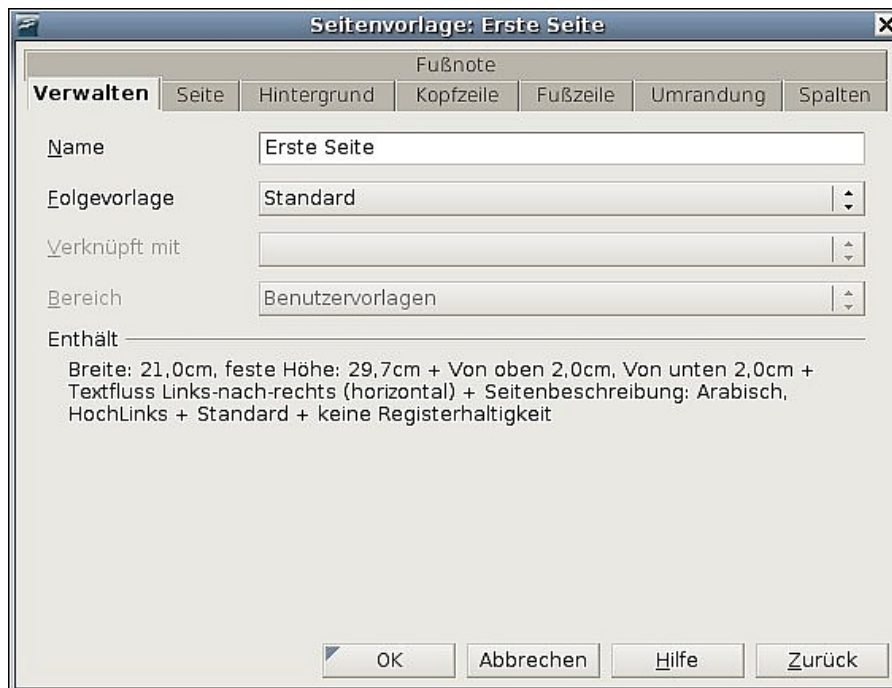 Seitenvorlage: Erste Seite
Fußnote
Verwalten Seite Hintergrund Kopfzeile Fußzeile Umrandung Spalten
Name Erste Seite
Folgevorlage Standard
Verknüpft mit
Bereich Benutzervorlagen
Enthält
Breite: 21,0cm, feste Höhe: 29,7cm + Von oben 2,0cm, Von unten 2,0cm +
Textfluss Links-nach-rechts (horizontal) + Seitenbeschreibung: Arabisch,
HochLinks + Standard + keine Registerhaltigkeit
OK Abbrechen Hilfe Zurück